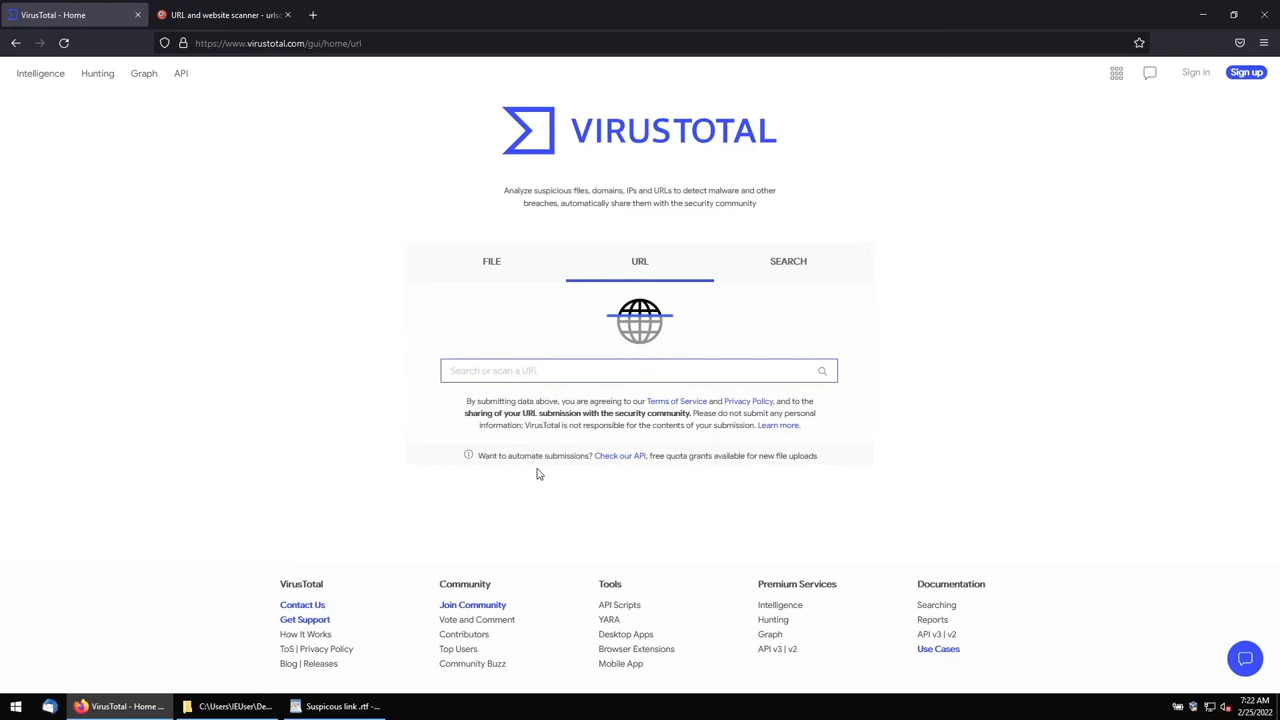 VirusTotal - Home
URL and website scanner - urlsc
https://www.virustotal.com/gui/home/url
Intelligence
Hunting
Graph
API
Sign in
Sign up
VIRUSTOTAL
Analyze suspicious files, domains, IPs and URLs to detect malware and other
breaches, automatically share them with the security community
FILE
URL
SEARCH
Search or scan a URL
By submitting data above, you are agreeing to our Terms of Service and Privacy Policy, and to the
sharing of your URL submission with the security community. Please do not submit any personal
information; VirusTotal is not responsible for the contents of your submission. Learn more.
Want to automate submissions? Check our API, free quota grants available for new file uploads
VirusTotal
Contact Us
Get Support
How It Works
ToS | Privacy Policy
Blog | Releases
Community
Join Community
Vote and Comment
Contributors
Top Users
Community Buzz
Tools
API Scripts
YARA
Desktop Apps
Browser Extensions
Mobile App
Premium Services
Intelligence
Hunting
Graph
API v3 | v2
Documentation
Searching
Reports
API v3 | v2
Use Cases
VirusTotal - Home ...
C:\Users\IEUser\De...
Suspicous link .rtf - ...
7:22 AM
2/25/2022